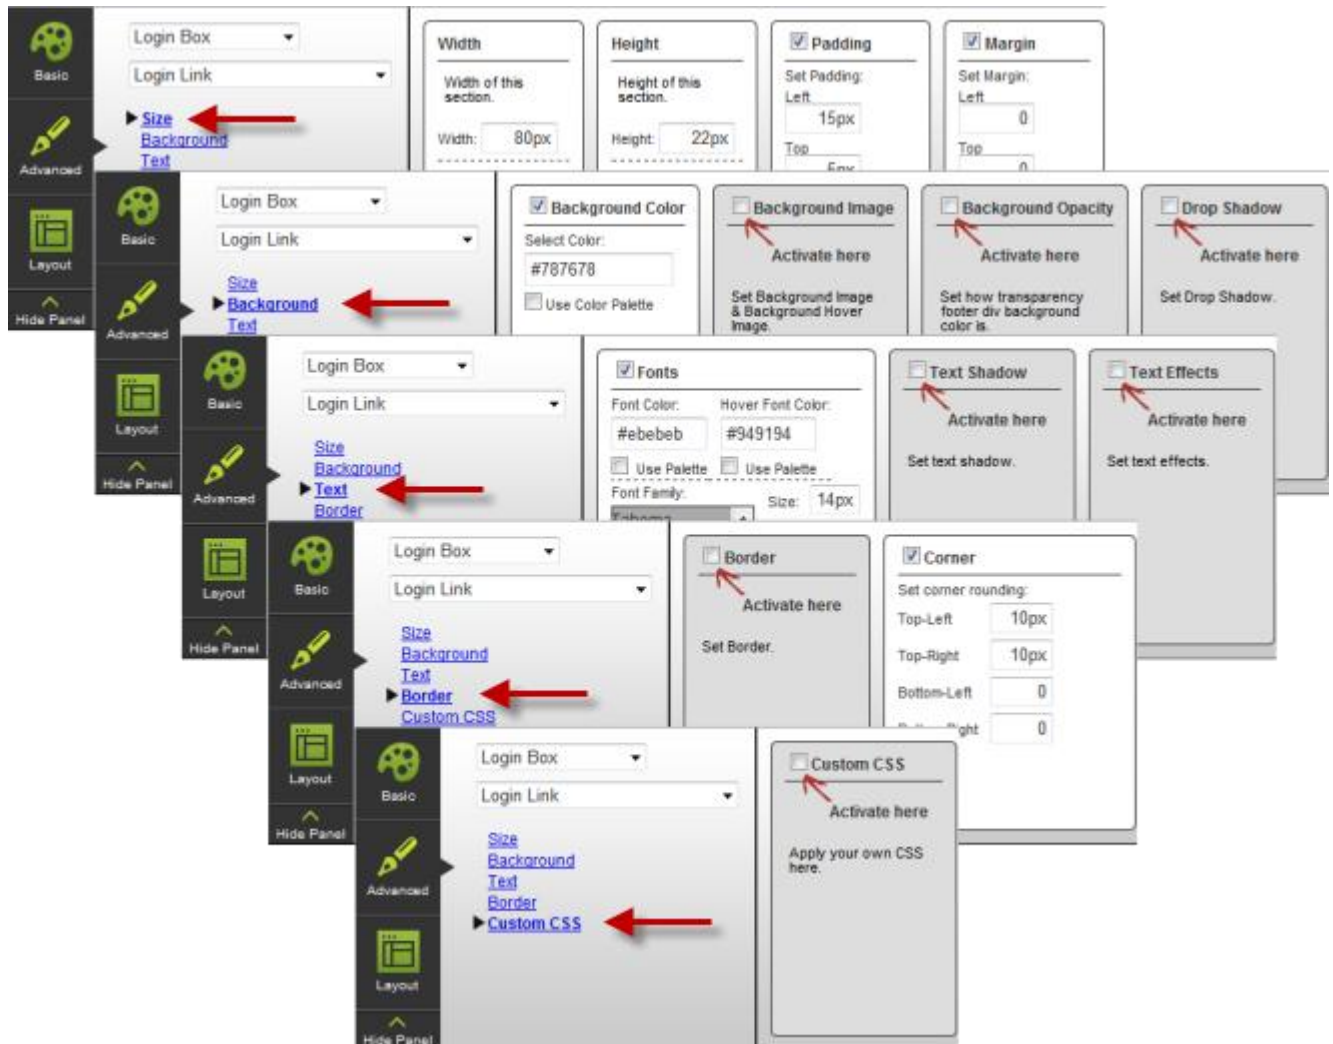 Basic
Advanced
Layout
Hide Panel
Login Box
Login Link
Size
Background
Text
Width
Width of this
section.
Width: 80px
Height
Height of this
section.
Height: 22px
Padding
Set Padding:
Left
15px
Top
5px
Margin
Set Margin:
Left
0
Top
0
Basic
Advanced
Layout
Hide Panel
Login Box
Login Link
Size
Background
Text
Background Color
Select Color:
#787678
Use Color Palette
Background Image
Activate here
Set Background Image
& Background Hover
Image.
Background Opacity
Activate here
Set how transparency
footer div background
color is.
Drop Shadow
Activate here
Set Drop Shadow.
Basic
Advanced
Layout
Hide Panel
Login Box
Login Link
Size
Background
Text
Border
Fonts
Font Color: Hover Font Color:
#ebebeb #949194
Use Palette Use Palette
Font Family: Size: 14px
Tahoma
Text Shadow
Activate here
Set text shadow.
Text Effects
Activate here
Set text effects.
Basic
Advanced
Layout
Hide Panel
Login Box
Login Link
Size
Background
Text
Border
Custom CSS
Border
Activate here
Set Border.
Corner
Set corner rounding:
Top-Left 10px
Top-Right 10px
Bottom-Left 0
Bottom-Right 0
Basic
Advanced
Layout
Hide Panel
Login Box
Login Link
Size
Background
Text
Border
Custom CSS
Custom CSS
Activate here
Apply your own CSS
here.